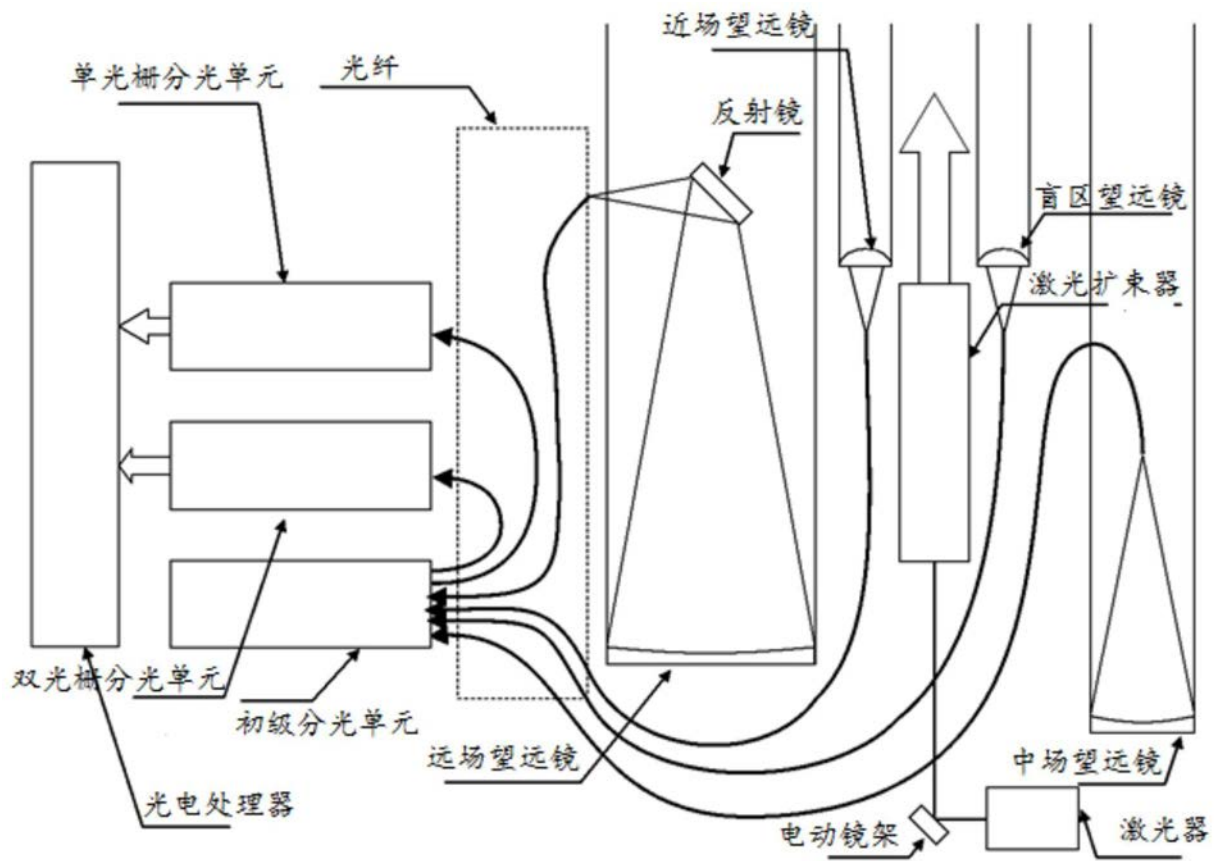 近场望远镜
单光栅分光单元
光纤
反射镜
盲区望远镜
激光扩束器
双光栅分光单元
初级分光单元
远场望远镜
中场望远镜
光电处理器
电动镜架
激光器